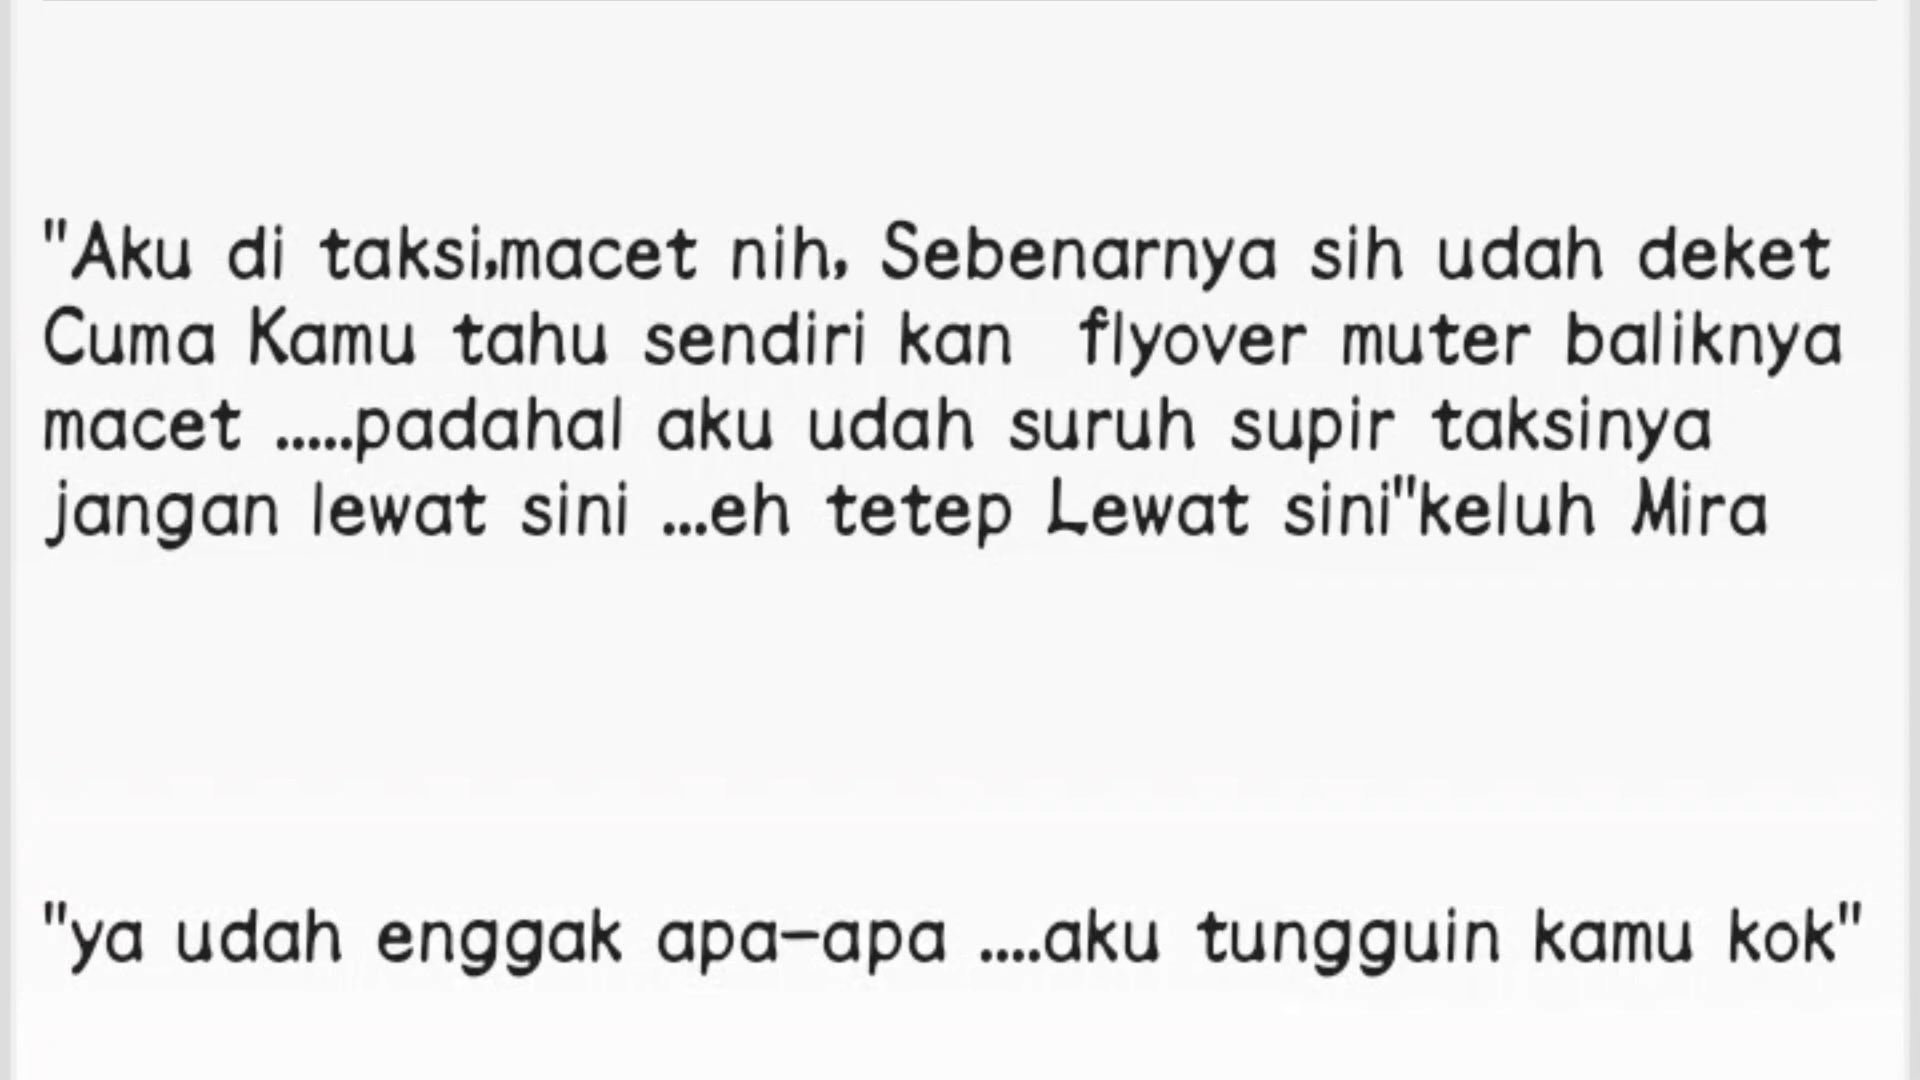 "Aku di taksi,macet nih, Sebenarnya sih udah deket
Cuma Kamu tahu sendiri kan  flyover muter baliknya
macet .....padahal aku udah suruh supir taksinya
jangan lewat sini ...eh tetep Lewat sini"keluh Mira
"ya udah enggak apa-apa ....aku tungguin kamu kok"